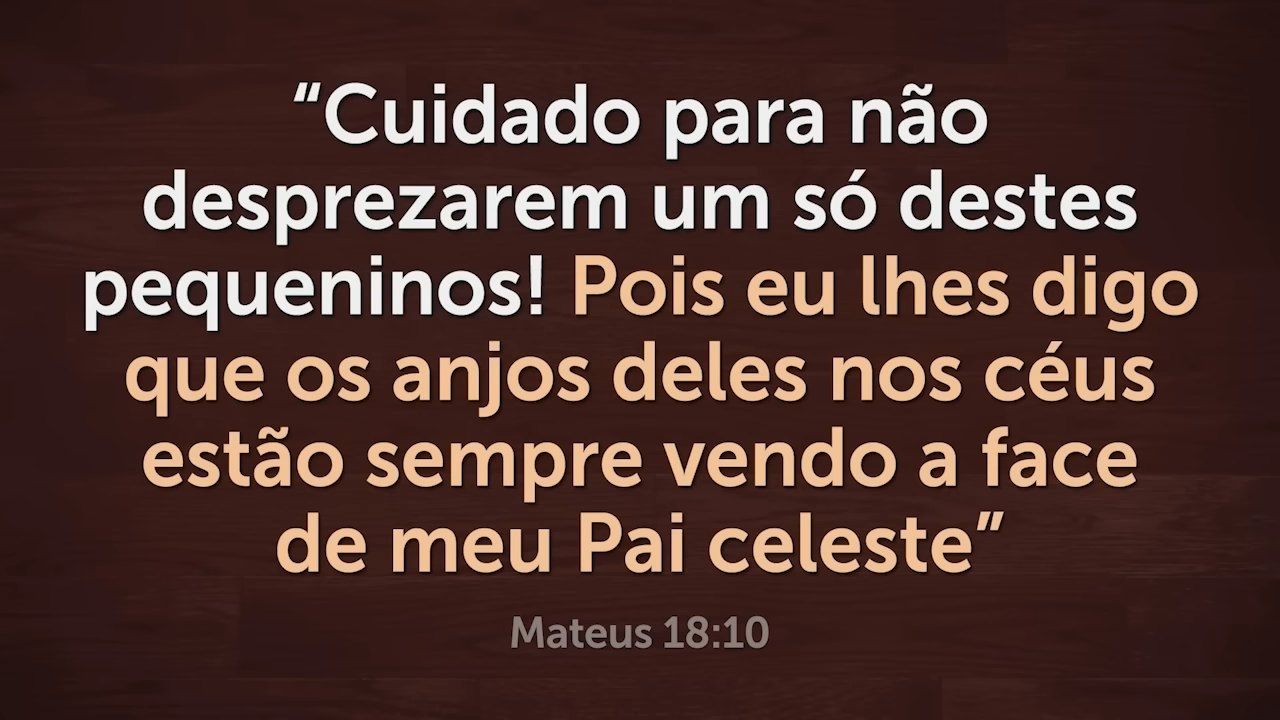 “Cuidado para não
desprezarem um só destes
pequeninos! Pois eu lhes digo
que os anjos deles nos céus
estão sempre vendo a face
de meu Pai celeste”
Mateus 18:10